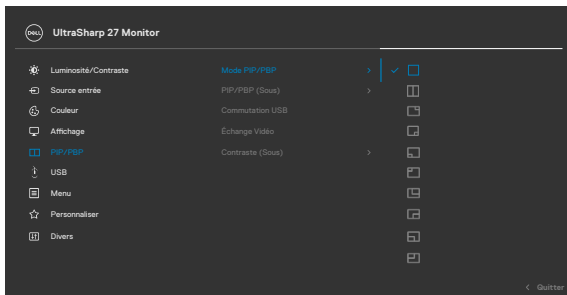 DELL
UltraSharp 27 Monitor
Luminosité/Contraste
Mode PIP/PBP
Source entrée
PIP/PBP (Sous)
Couleur
Commutation USB
Affichage
Échange Vidéo
PIP/PBP
Contraste (Sous)
USB
Menu
Personnaliser
Divers
Quitter